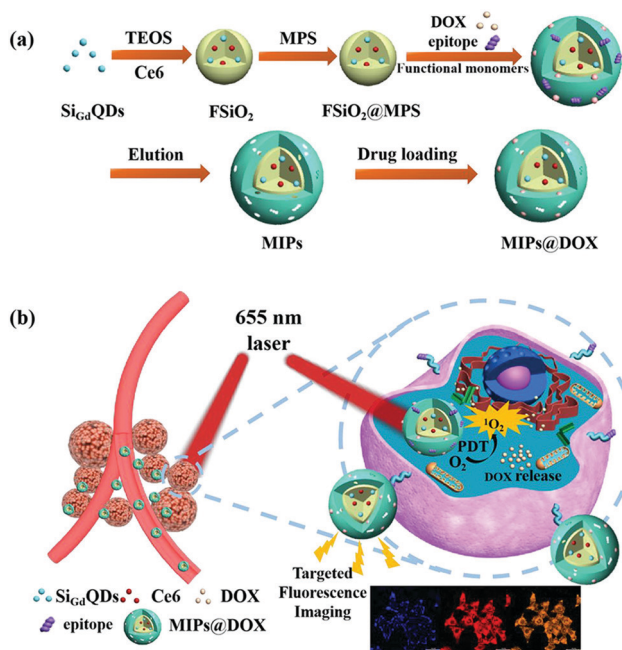 (a)
TEOS
Ce6
MPS
DOX
epitope
Functional monomers
SiGdQDs
FSiO2
FSiO2@MPS
Elution
Drug loading
MIPs
MIPs@DOX
(b)
655 nm
laser
¹O2
PDT
O2
DOX release
Targeted
Fluorescence
Imaging
SiGdQDs Ce6 DOX
epitope MIPs@DOX